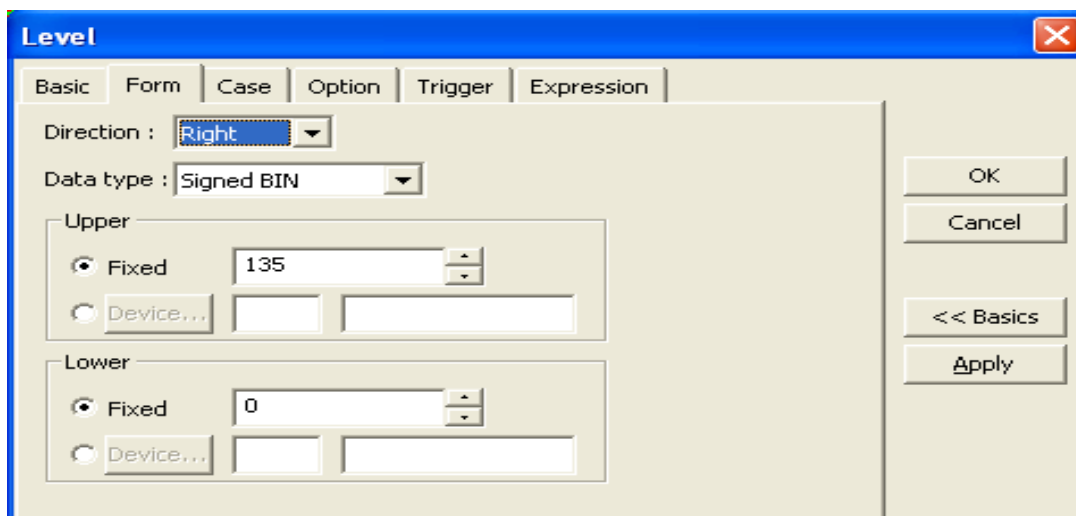 Level
Basic Form Case Option Trigger Expression
Direction : Right
Data type : Signed BIN
OK
Upper
Cancel
Fixed 135
Device...
<< Basics
Lower
Apply
Fixed 0
Device...